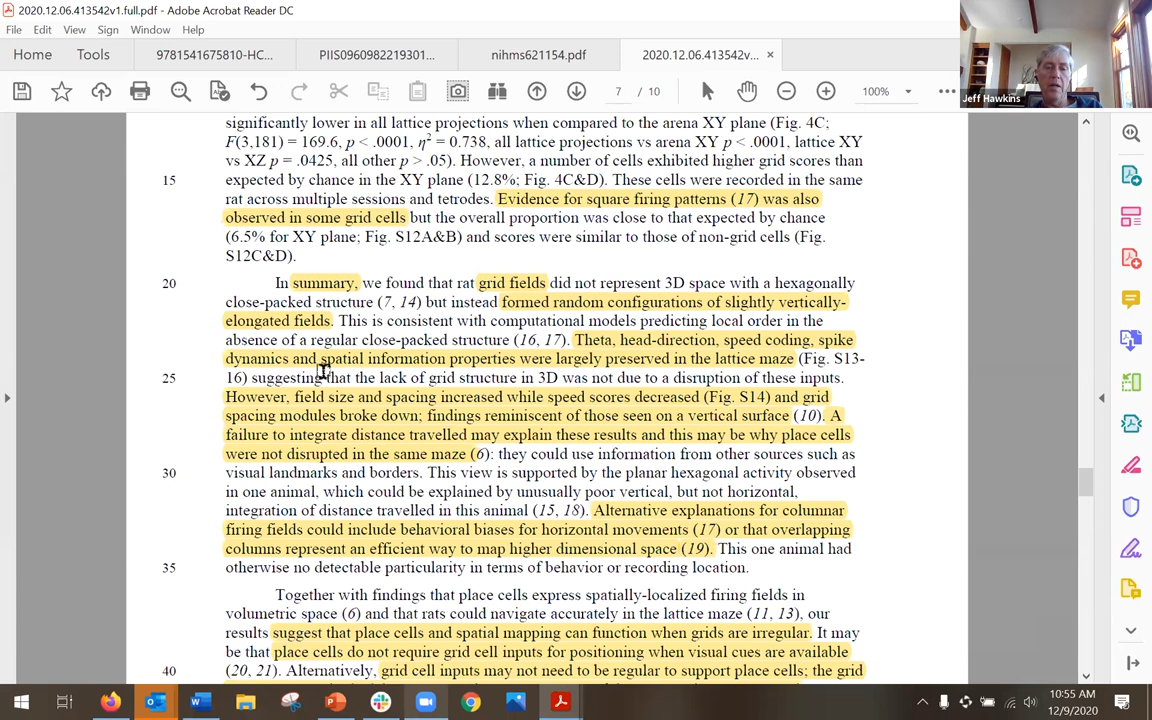 2020.12.06.413542v1.full.pdf - Adobe Acrobat Reader DC
File Edit View Sign Window Help
Home Tools 9781541675810-HC... PIIS0960982219301... nihms621154.pdf 2020.12.06.413542v... ×
7 / 10 100%
Jeff Hawkins
significantly lower in all lattice projections when compared to the arena XY plane (Fig. 4C;
F(3,181) = 169.6, p < .0001, η² = 0.738, all lattice projections vs arena XY p < .0001, lattice XY
vs XZ p = .0425, all other p > .05). However, a number of cells exhibited higher grid scores than
15 expected by chance in the XY plane (12.8%; Fig. 4C&D). These cells were recorded in the same
rat across multiple sessions and tetrodes. Evidence for square firing patterns (17) was also
observed in some grid cells but the overall proportion was close to that expected by chance
(6.5% for XY plane; Fig. S12A&B) and scores were similar to those of non-grid cells (Fig.
S12C&D).
20 In summary, we found that rat grid fields did not represent 3D space with a hexagonally
close-packed structure (7, 14) but instead formed random configurations of slightly vertically-
elongated fields. This is consistent with computational models predicting local order in the
absence of a regular close-packed structure (16, 17). Theta, head-direction, speed coding, spike
dynamics and spatial information properties were largely preserved in the lattice maze (Fig. S13-
25 16) suggesting that the lack of grid structure in 3D was not due to a disruption of these inputs.
However, field size and spacing increased while speed scores decreased (Fig. S14) and grid
spacing modules broke down; findings reminiscent of those seen on a vertical surface (10). A
failure to integrate distance travelled may explain these results and this may be why place cells
were not disrupted in the same maze (6): they could use information from other sources such as
30 visual landmarks and borders. This view is supported by the planar hexagonal activity observed
in one animal, which could be explained by unusually poor vertical, but not horizontal,
integration of distance travelled in this animal (15, 18). Alternative explanations for columnar
firing fields could include behavioral biases for horizontal movements (17) or that overlapping
columns represent an efficient way to map higher dimensional space (19). This one animal had
35 otherwise no detectable particularity in terms of behavior or recording location.
Together with findings that place cells express spatially-localized firing fields in
volumetric space (6) and that rats could navigate accurately in the lattice maze (11, 13), our
results suggest that place cells and spatial mapping can function when grids are irregular. It may
be that place cells do not require grid cell inputs for positioning when visual cues are available
40 (20, 21). Alternatively, grid cell inputs may not need to be regular to support place cells; the grid
10:55 AM
12/9/2020